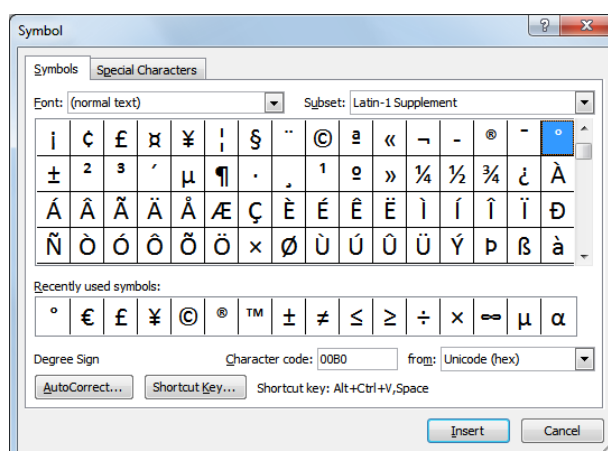 Symbol
Symbols Special Characters
Font: (normal text) Subset: Latin-1 Supplement
¡ ¢ £ ¤ ¥ ¦ § ¨ © ª « ¬ - ® ¯ °
± ² ³ ´ µ ¶ · ¸ ¹ º » ¼ ½ ¾ ¿ À
Á Â Ã Ä Å Æ Ç È É Ê Ë Ì Í Î Ï Ð
Ñ Ò Ó Ô Õ Ö × Ø Ù Ú Û Ü Ý Þ ß à
Recently used symbols:
° € £ ¥ © ® ™ ± ≠ ≤ ≥ ÷ × ∞ µ α
Degree Sign Character code: 00B0 from: Unicode (hex)
AutoCorrect... Shortcut Key... Shortcut key: Alt+Ctrl+V,Space
Insert Cancel